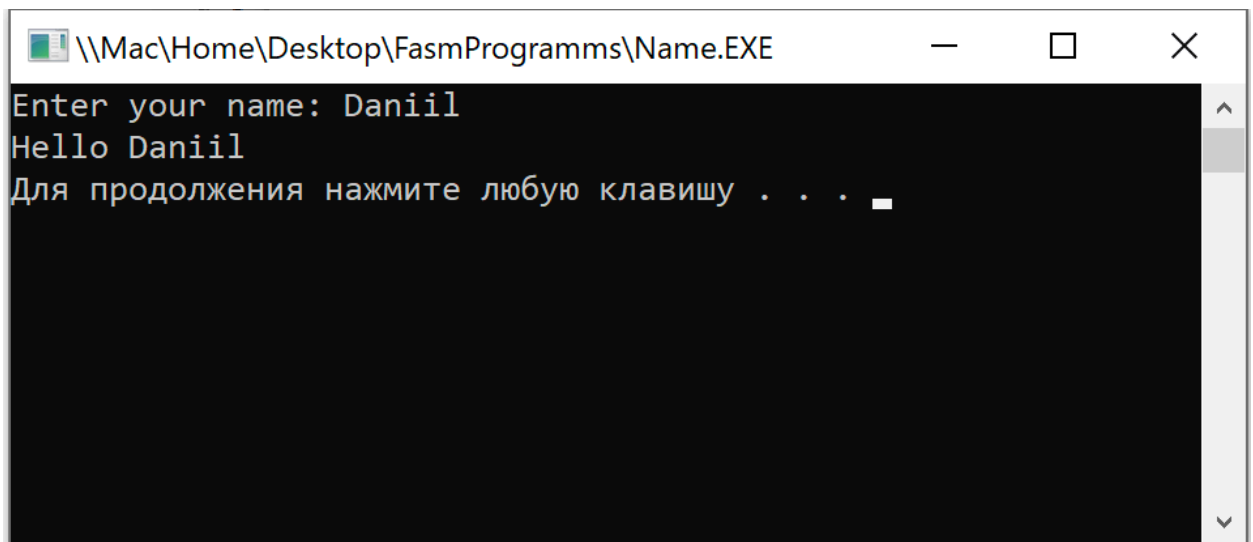 \\Mac\Home\Desktop\FasmProgramms\Name.EXE
Enter your name: Daniil
Hello Daniil
Для продолжения нажмите любую клавишу . . .